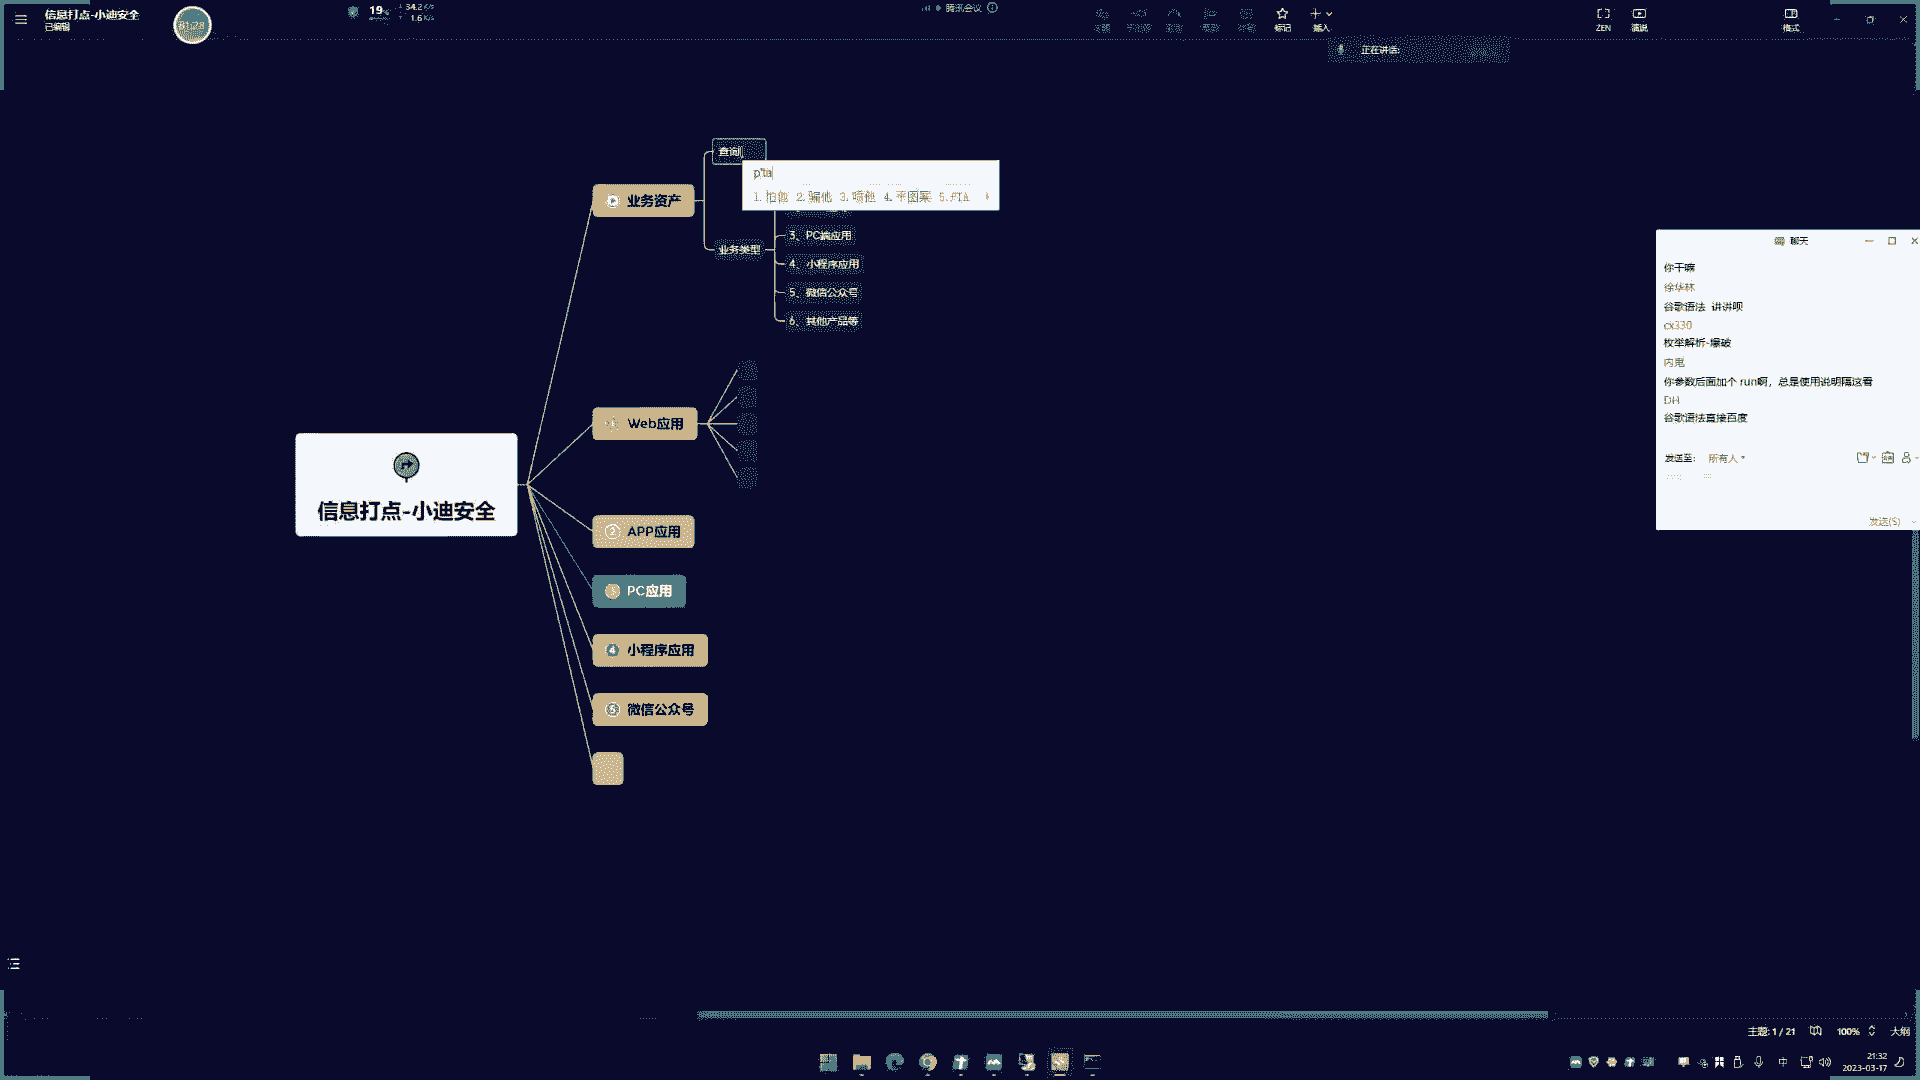 信息打点-小迪安全
已编辑
19%
34.2 K/s
1.6 K/s
腾讯会议
标记
插入
ZEN
演说
格式
正在讲话:
查询
p'ta
1.拍他 2.骗他 3.喷他 4.平图案 5.PTA
业务资产
3、PC端应用
业务类型
4、小程序应用
5、微信公众号
6、其他产品等
Web应用
信息打点-小迪安全
APP应用
PC应用
小程序应用
微信公众号
聊天
你干嘛
徐华林
谷歌语法 讲讲呗
cx330
枚举解析-爆破
内鬼
你参数后面加个 run啊，总是使用说明隔这看
DH
谷歌语法直接百度
发送至: 所有人
发送(S)
主题: 1 / 21
100%
大纲
中
21:32
2023-03-17